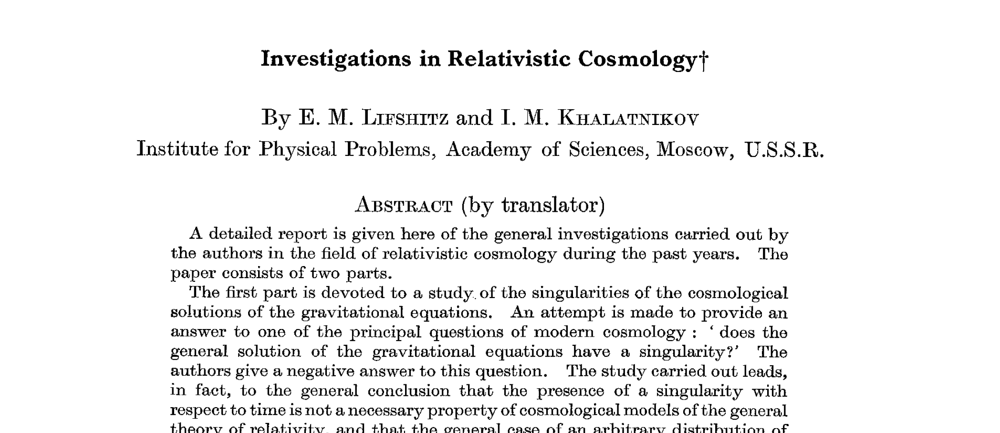 Investigations in Relativistic Cosmology†
By E. M. LIFSHITZ and I. M. KHALATNIKOV
Institute for Physical Problems, Academy of Sciences, Moscow, U.S.S.R.
ABSTRACT (by translator)
A detailed report is given here of the general investigations carried out by
the authors in the field of relativistic cosmology during the past years. The
paper consists of two parts.
The first part is devoted to a study of the singularities of the cosmological
solutions of the gravitational equations. An attempt is made to provide an
answer to one of the principal questions of modern cosmology : ‘ does the
general solution of the gravitational equations have a singularity?’ The
authors give a negative answer to this question. The study carried out leads,
in fact, to the general conclusion that the presence of a singularity with
respect to time is not a necessary property of cosmological models of the general
theory of relativity, and that the general case of an arbitrary distribution of